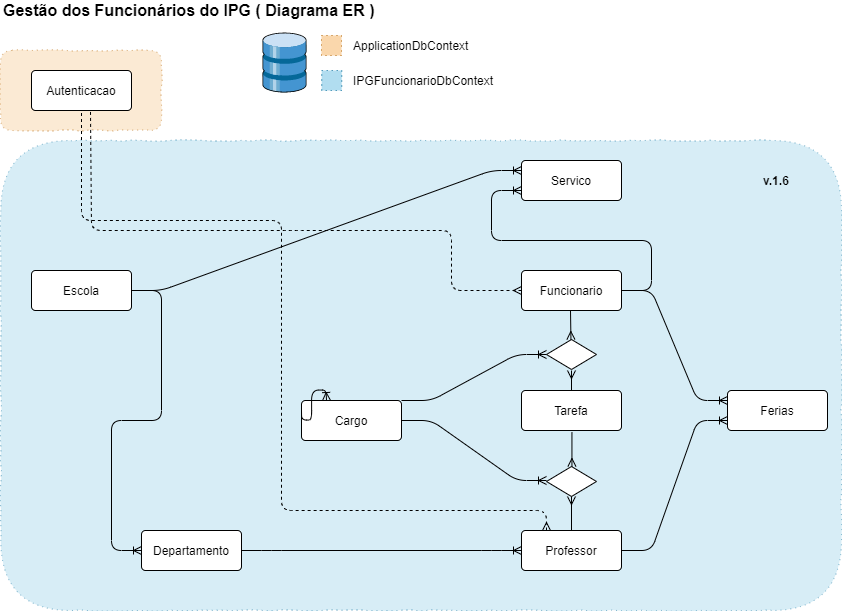 Gestão dos Funcionários do IPG ( Diagrama ER )
ApplicationDbContext
IPGFuncionarioDbContext
Autenticacao
Servico
v.1.6
Escola
Funcionario
Cargo
Tarefa
Ferias
Departamento
Professor